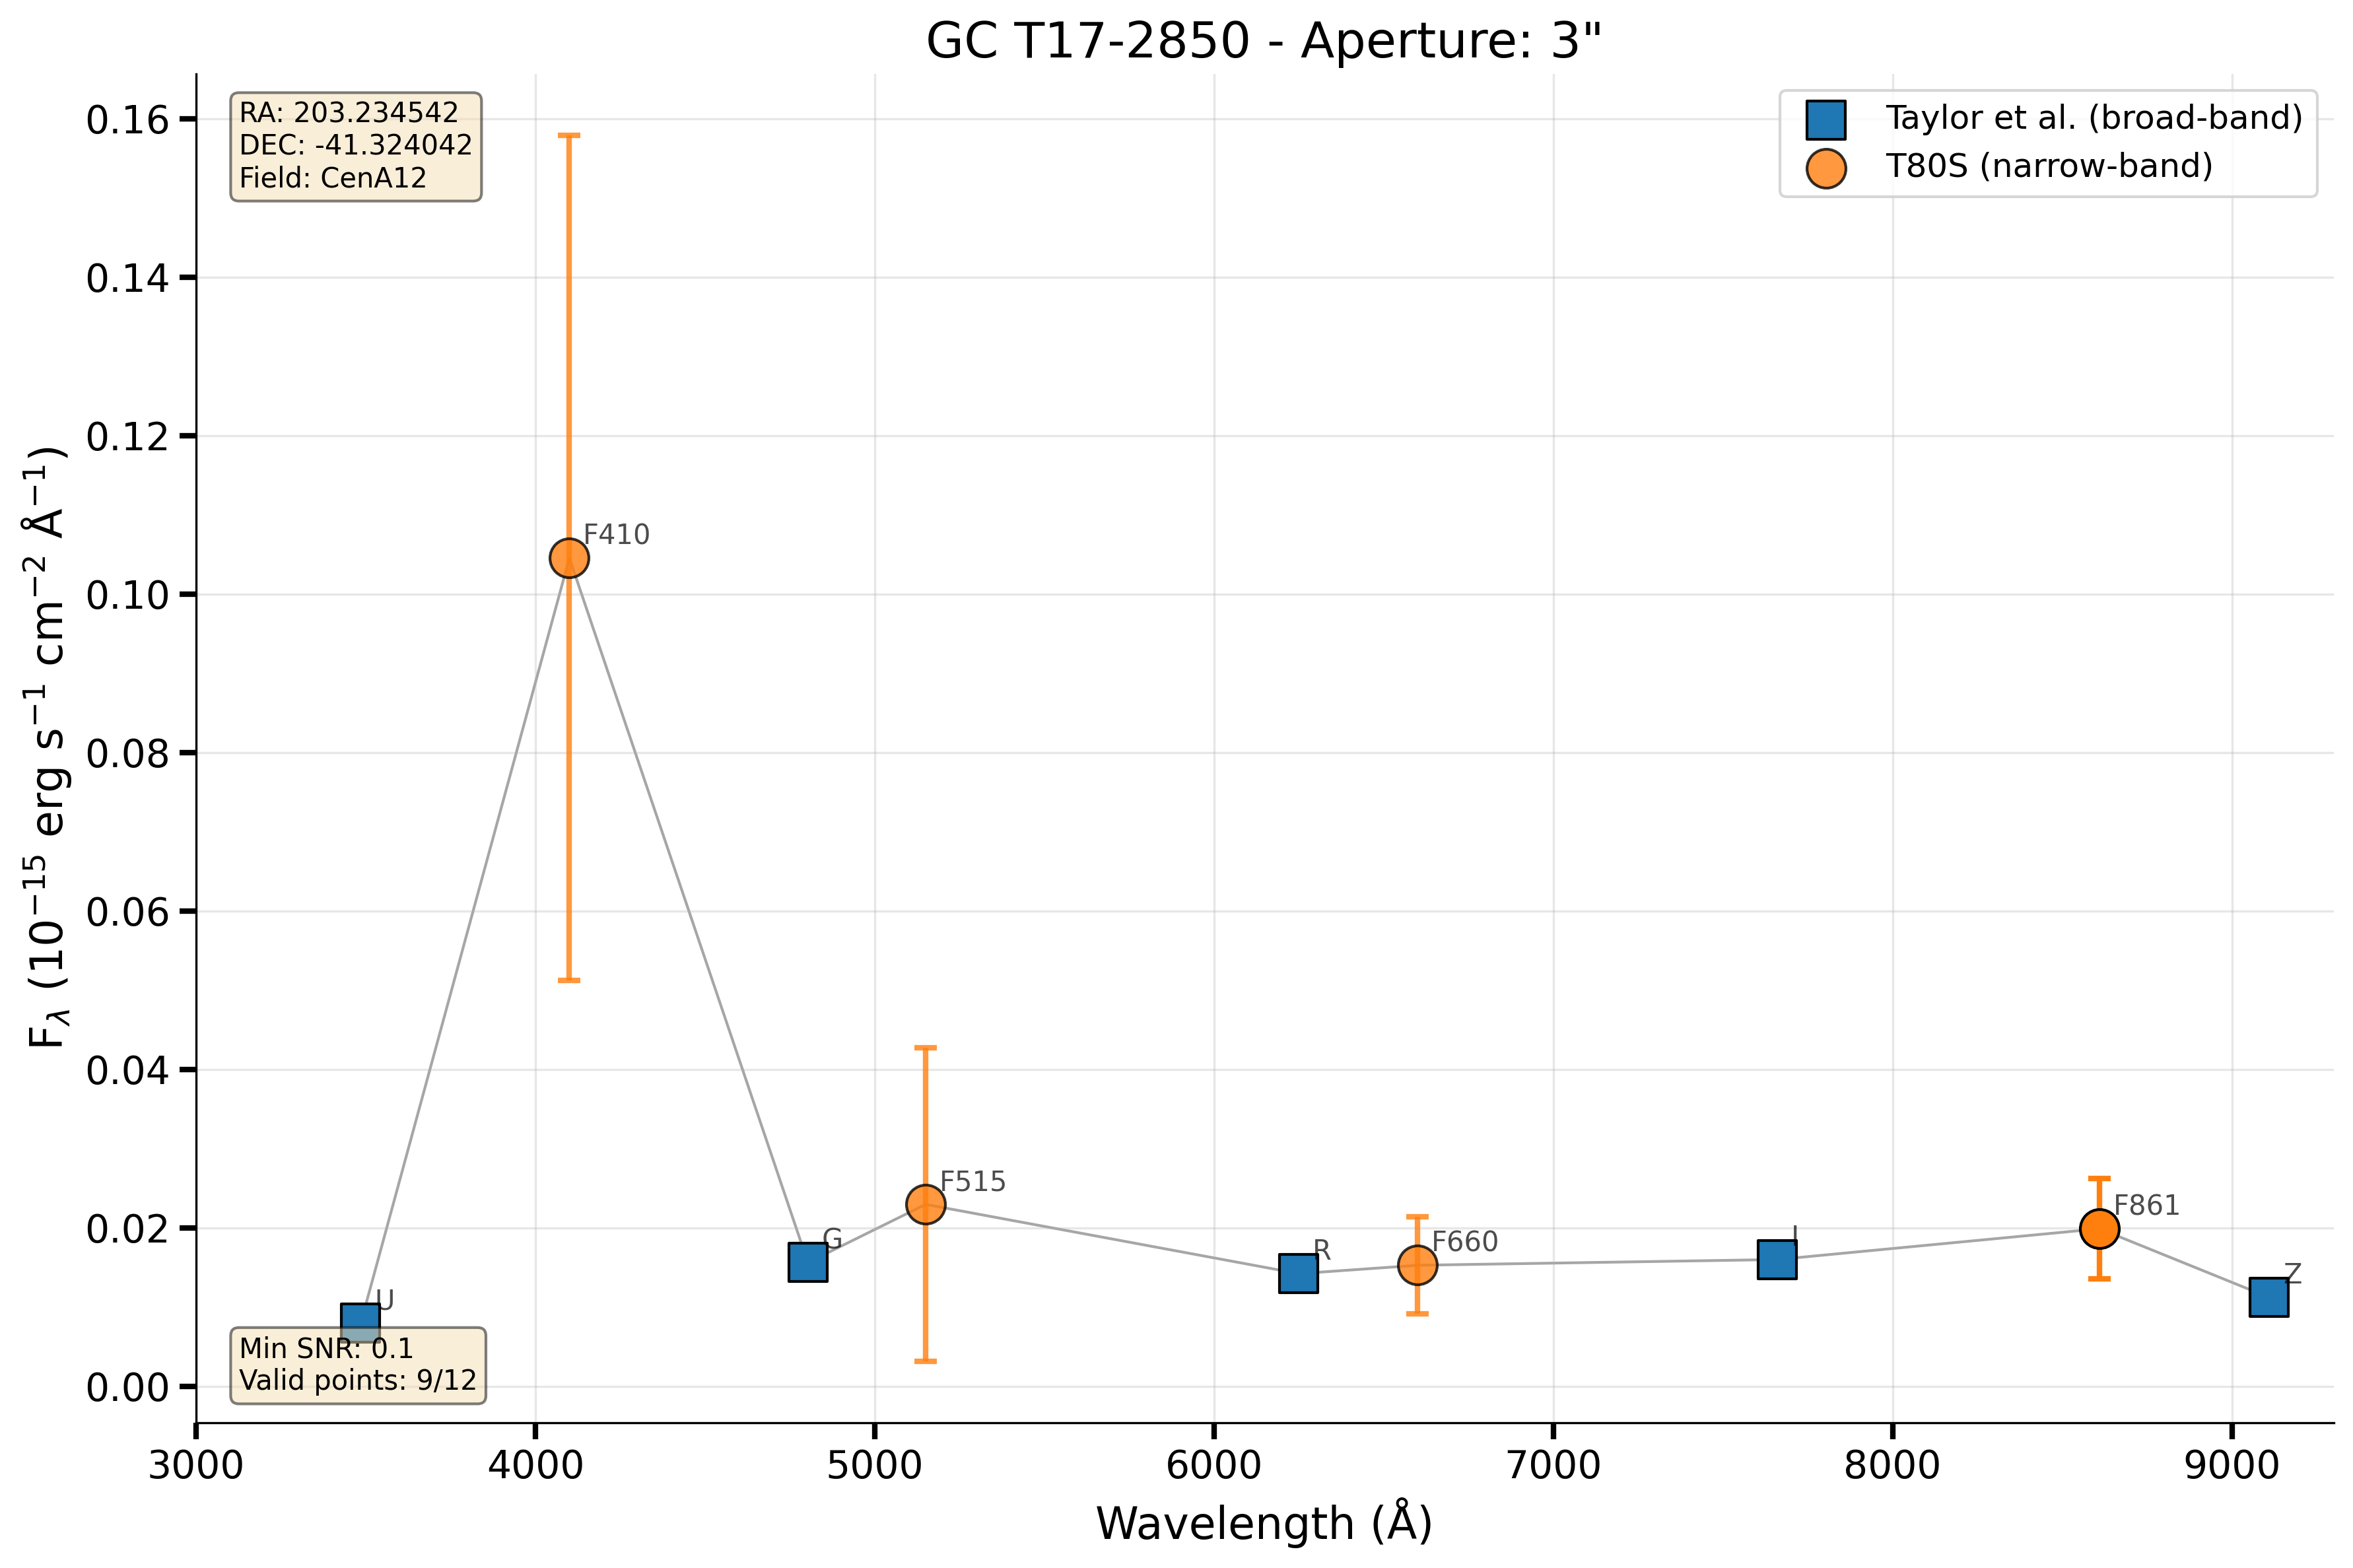 GC T17-2850 - Aperture: 3"
RA: 203.234542
DEC: -41.324042
Field: CenA12
Taylor et al. (broad-band)
T80S (narrow-band)
0.16
0.14
0.12
0.10
0.08
0.06
0.04
0.02
0.00
F_λ (10⁻¹⁵ erg s⁻¹ cm⁻² Å⁻¹)
F410
F515
F861
F660
G
R
I
Z
U
Min SNR: 0.1
Valid points: 9/12
3000 4000 5000 6000 7000 8000 9000
Wavelength (Å)